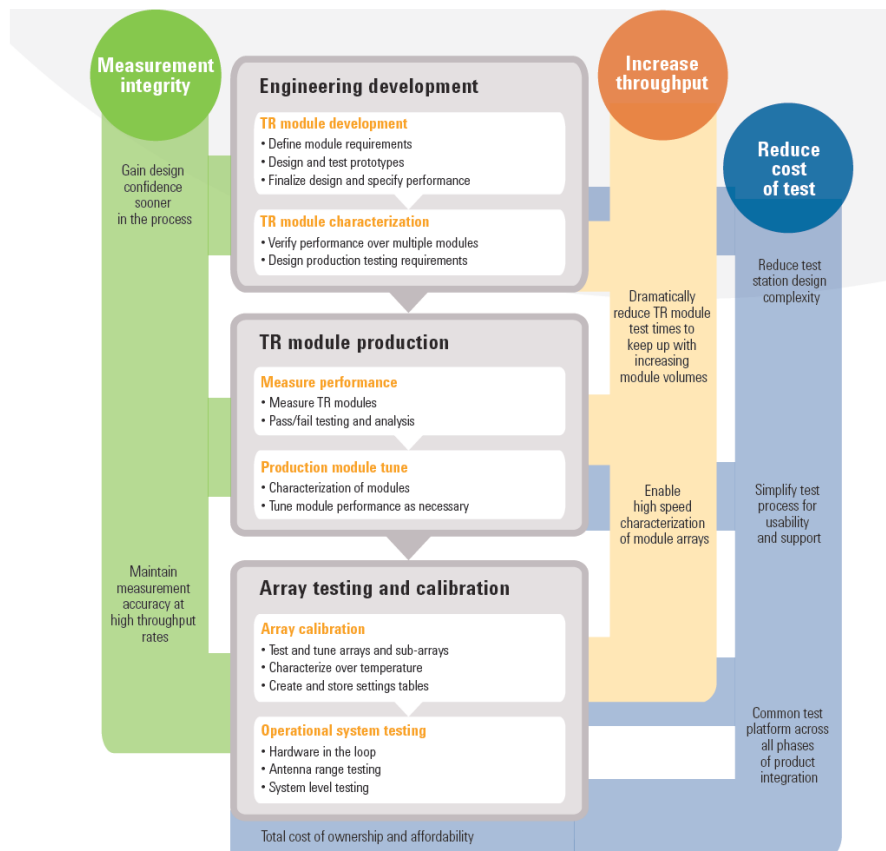 Measurement
integrity
Gain design
confidence
sooner
in the process
Maintain
measurement
accuracy at
high throughput
rates
Engineering development
TR module development
• Define module requirements
• Design and test prototypes
• Finalize design and specify performance
TR module characterization
• Verify performance over multiple modules
• Design production testing requirements
TR module production
Measure performance
• Measure TR modules
• Pass/fail testing and analysis
Production module tune
• Characterization of modules
• Tune module performance as necessary
Array testing and calibration
Array calibration
• Test and tune arrays and sub-arrays
• Characterize over temperature
• Create and store settings tables
Operational system testing
• Hardware in the loop
• Antenna range testing
• System level testing
Total cost of ownership and affordability
Increase
throughput
Dramatically
reduce TR module
test times to
keep up with
increasing
module volumes
Enable
high speed
characterization
of module arrays
Reduce
cost
of test
Reduce test
station design
complexity
Simplify test
process for
usability
and support
Common test
platform across
all phases
of product
integration